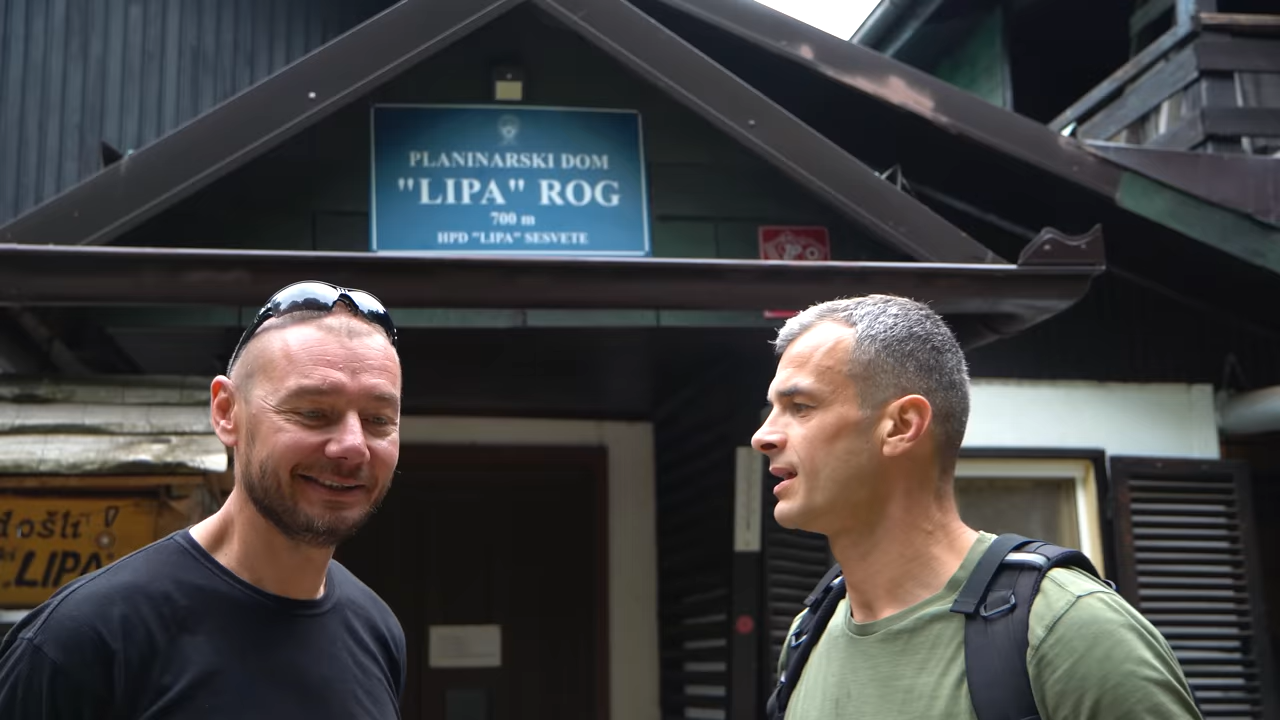 PLANINARSKI DOM
"LIPA" ROG
700 m
HPD "LIPA" SESVETE
došli !
"LIPA"